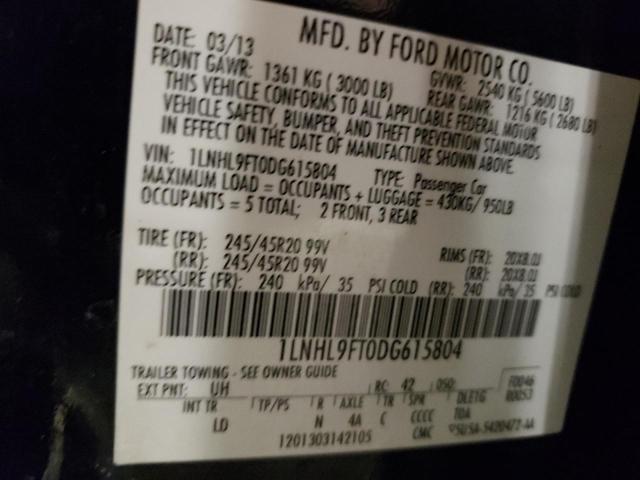 MFD. BY FORD MOTOR CO.
DATE: 03/13 GVWR: 2540 KG (5600 LB)
FRONT GAWR: 1361 KG (3000 LB) REAR GAWR: 1216 KG (2680 LB)
THIS VEHICLE CONFORMS TO ALL APPLICABLE FEDERAL MOTOR
VEHICLE SAFETY, BUMPER, AND THEFT PREVENTION STANDARDS
IN EFFECT ON THE DATE OF MANUFACTURE SHOWN ABOVE.
VIN: 1LNHL9FT0DG615804 TYPE: Passenger Car
MAXIMUM LOAD = OCCUPANTS + LUGGAGE = 430KG/ 950LB
OCCUPANTS = 5 TOTAL; 2 FRONT, 3 REAR
TIRE (FR): 245/45R20 99V RIMS (FR): 20X8.0J
(RR): 245/45R20 99V (RR): 20X8.0J
PRESSURE (FR): 240 kPa/ 35 PSI COLD (RR): 240 kPa/ 35 PSI COLD
1LNHL9FT0DG615804
TRAILER TOWING - SEE OWNER GUIDE
EXT PNT: UH RC: 42 DSO: F0046
INT TR TP/PS R AXLE TR SPR DLE1G R0053
LD N 4A C CCCC TOA
1201303142105 CMC